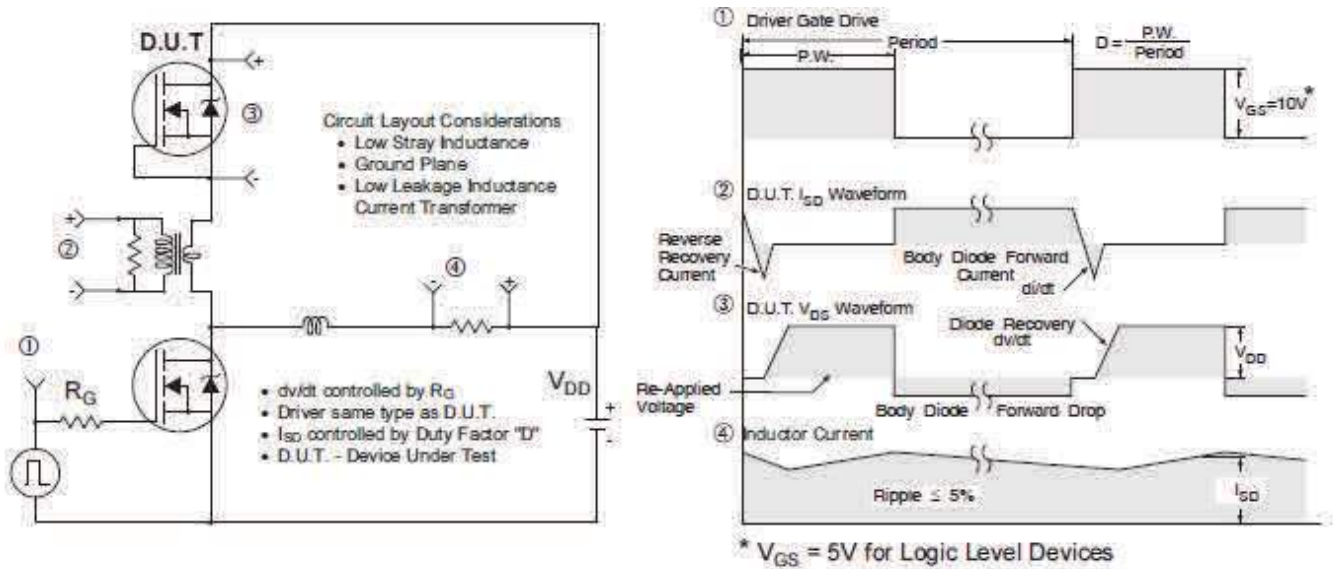 D.U.T
+
③
-
Circuit Layout Considerations
• Low Stray Inductance
• Ground Plane
• Low Leakage Inductance
Current Transformer
+
②
-
④
-
+
①
RG
VDD
+
-
• dv/dt controlled by RG
• Driver same type as D.U.T.
• ISD controlled by Duty Factor "D"
• D.U.T. - Device Under Test
① Driver Gate Drive
Period
P.W.
D = P.W.
Period
VGS=10V*
② D.U.T. ISD Waveform
Reverse
Recovery
Current
Body Diode Forward
Current
di/dt
③ D.U.T. VDS Waveform
Diode Recovery
dv/dt
VDD
Re-Applied
Voltage
Body Diode Forward Drop
④ Inductor Current
Ripple ≤ 5%
ISD
* VGS = 5V for Logic Level Devices